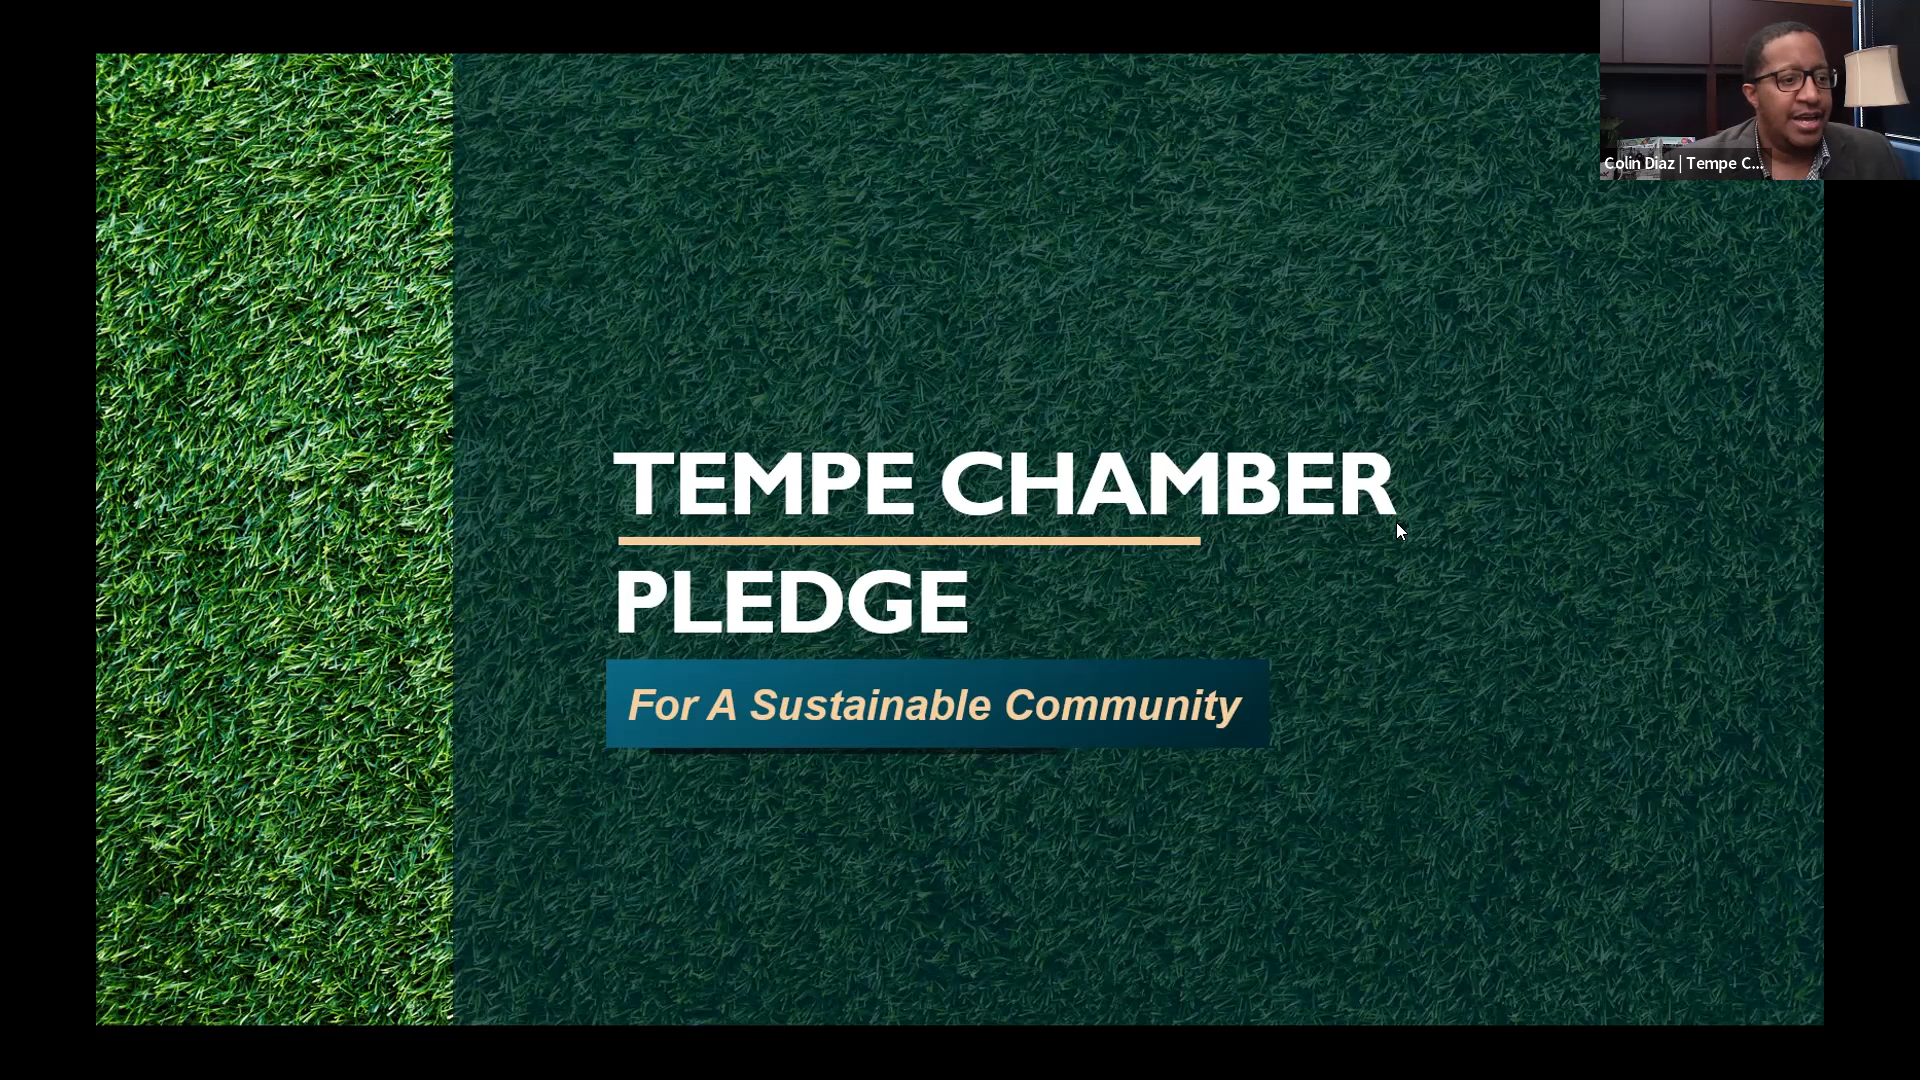 Colin Diaz | Tempe C...
TEMPE CHAMBER
PLEDGE
For A Sustainable Community